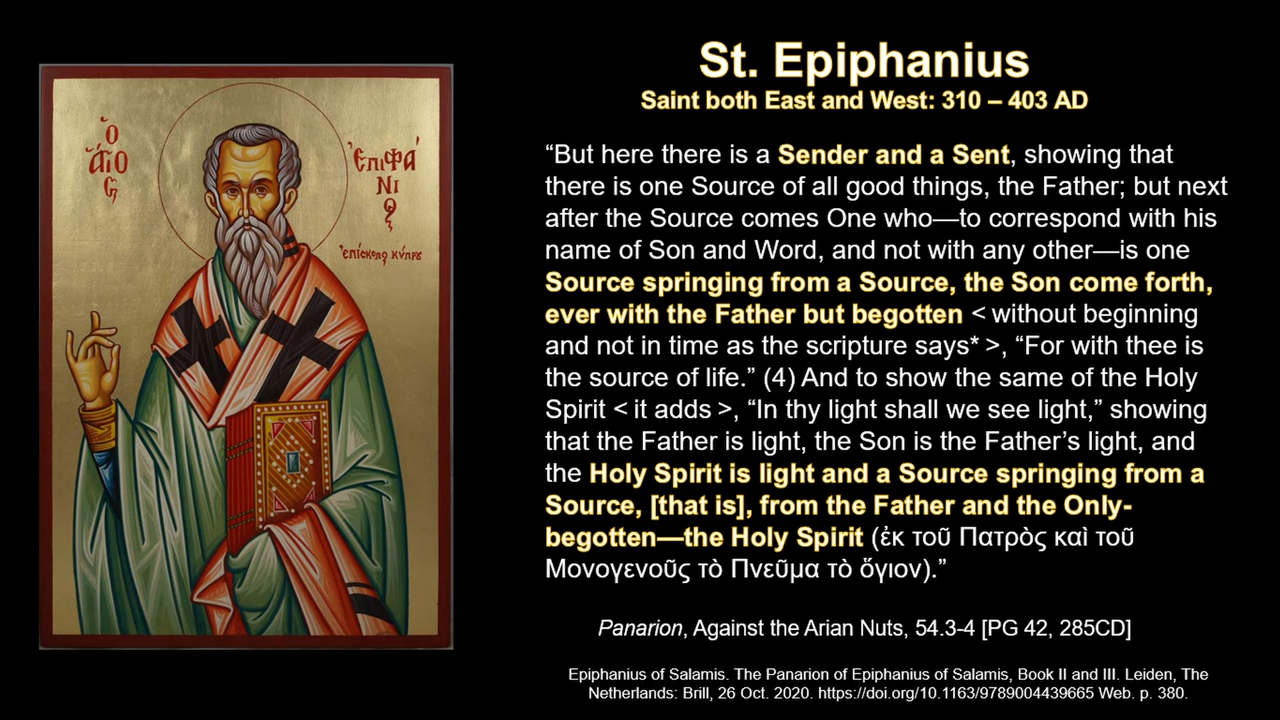 St. Epiphanius
Saint both East and West: 310 – 403 AD
ὁ
ἅγιο
ς
Ἐπιφά
νι
ο
ς
ἐπίσκοπος κύπρου
“But here there is a Sender and a Sent, showing that
there is one Source of all good things, the Father; but next
after the Source comes One who—to correspond with his
name of Son and Word, and not with any other—is one
Source springing from a Source, the Son come forth,
ever with the Father but begotten < without beginning
and not in time as the scripture says* >, “For with thee is
the source of life.” (4) And to show the same of the Holy
Spirit < it adds >, “In thy light shall we see light,” showing
that the Father is light, the Son is the Father’s light, and
the Holy Spirit is light and a Source springing from a
Source, [that is], from the Father and the Only-
begotten—the Holy Spirit (ἐκ τοῦ Πατρὸς καὶ τοῦ
Μονογενοῦς τὸ Πνεῦμα τὸ ὅγιον).”
Panarion, Against the Arian Nuts, 54.3-4 [PG 42, 285CD]
Epiphanius of Salamis. The Panarion of Epiphanius of Salamis, Book II and III. Leiden, The
Netherlands: Brill, 26 Oct. 2020. https://doi.org/10.1163/9789004439665 Web. p. 380.